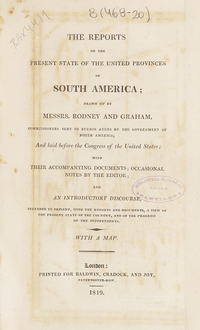 8 (468-20)
THE REPORTS
ON THE
PRESENT STATE OF THE UNITED PROVINCES
OF
SOUTH AMERICA;
DRAWN UP BY
MESSRS. RODNEY AND GRAHAM,
COMMISSIONERS SENT TO BUENOS AYRES BY THE GOVERNMENT OF
NORTH AMERICA,
And laid before the Congress of the United States;
WITH
THEIR ACCOMPANYING DOCUMENTS; OCCASIONAL
NOTES BY THE EDITOR;
AND
AN INTRODUCTORY DISCOURSE,
INTENDED TO PRESENT, WITH THE REPORTS AND DOCUMENTS, A VIEW OF
THE PRESENT STATE OF THE COUNTRY, AND OF THE PROGRESS
OF THE INDEPENDENTS.
WITH A MAP.
London:
PRINTED FOR BALDWIN, CRADOCK, AND JOY,
PATERNOSTER-ROW.
1819.